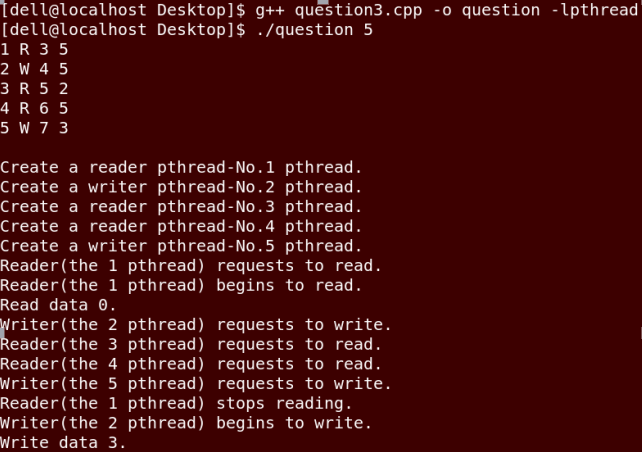 [dell@localhost Desktop]$ g++ question3.cpp -o question -lpthread
[dell@localhost Desktop]$ ./question 5
1 R 3 5
2 W 4 5
3 R 5 2
4 R 6 5
5 W 7 3
Create a reader pthread-No.1 pthread.
Create a writer pthread-No.2 pthread.
Create a reader pthread-No.3 pthread.
Create a reader pthread-No.4 pthread.
Create a writer pthread-No.5 pthread.
Reader(the 1 pthread) requests to read.
Reader(the 1 pthread) begins to read.
Read data 0.
Writer(the 2 pthread) requests to write.
Reader(the 3 pthread) requests to read.
Reader(the 4 pthread) requests to read.
Writer(the 5 pthread) requests to write.
Reader(the 1 pthread) stops reading.
Writer(the 2 pthread) begins to write.
Write data 3.